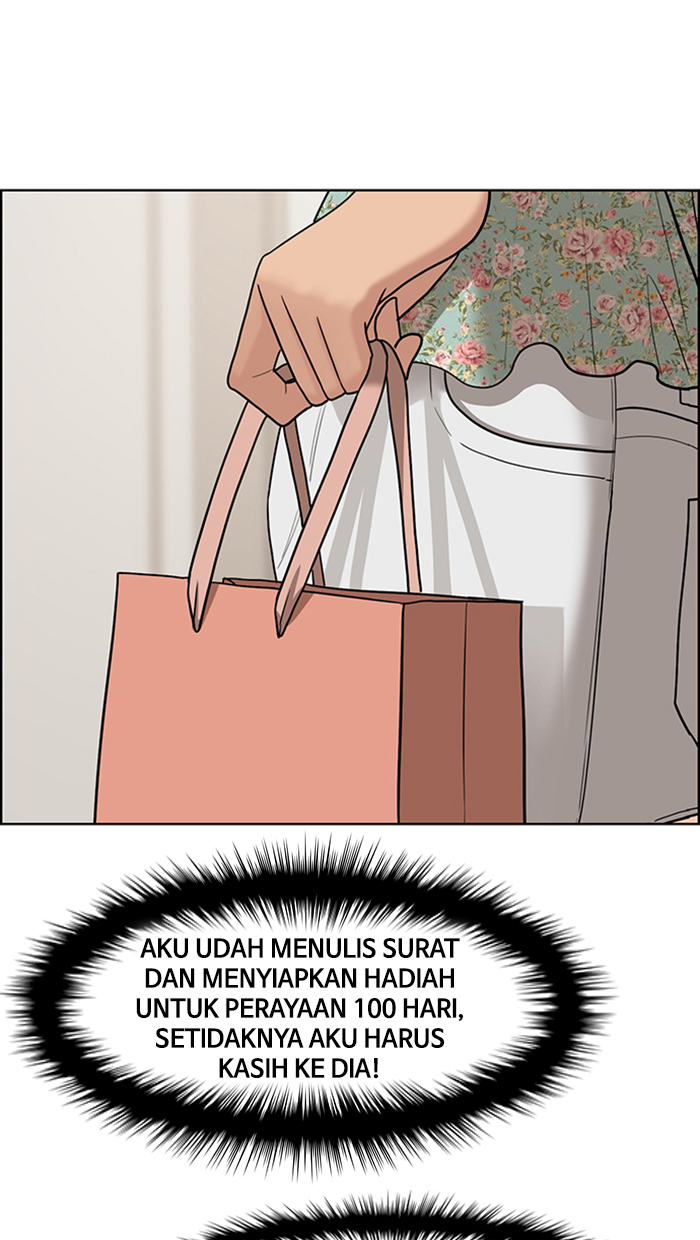 AKU UDAH MENULIS SURAT
DAN MENYIAPKAN HADIAH
UNTUK PERAYAAN 100 HARI,
SETIDAKNYA AKU HARUS
KASIH KE DIA!